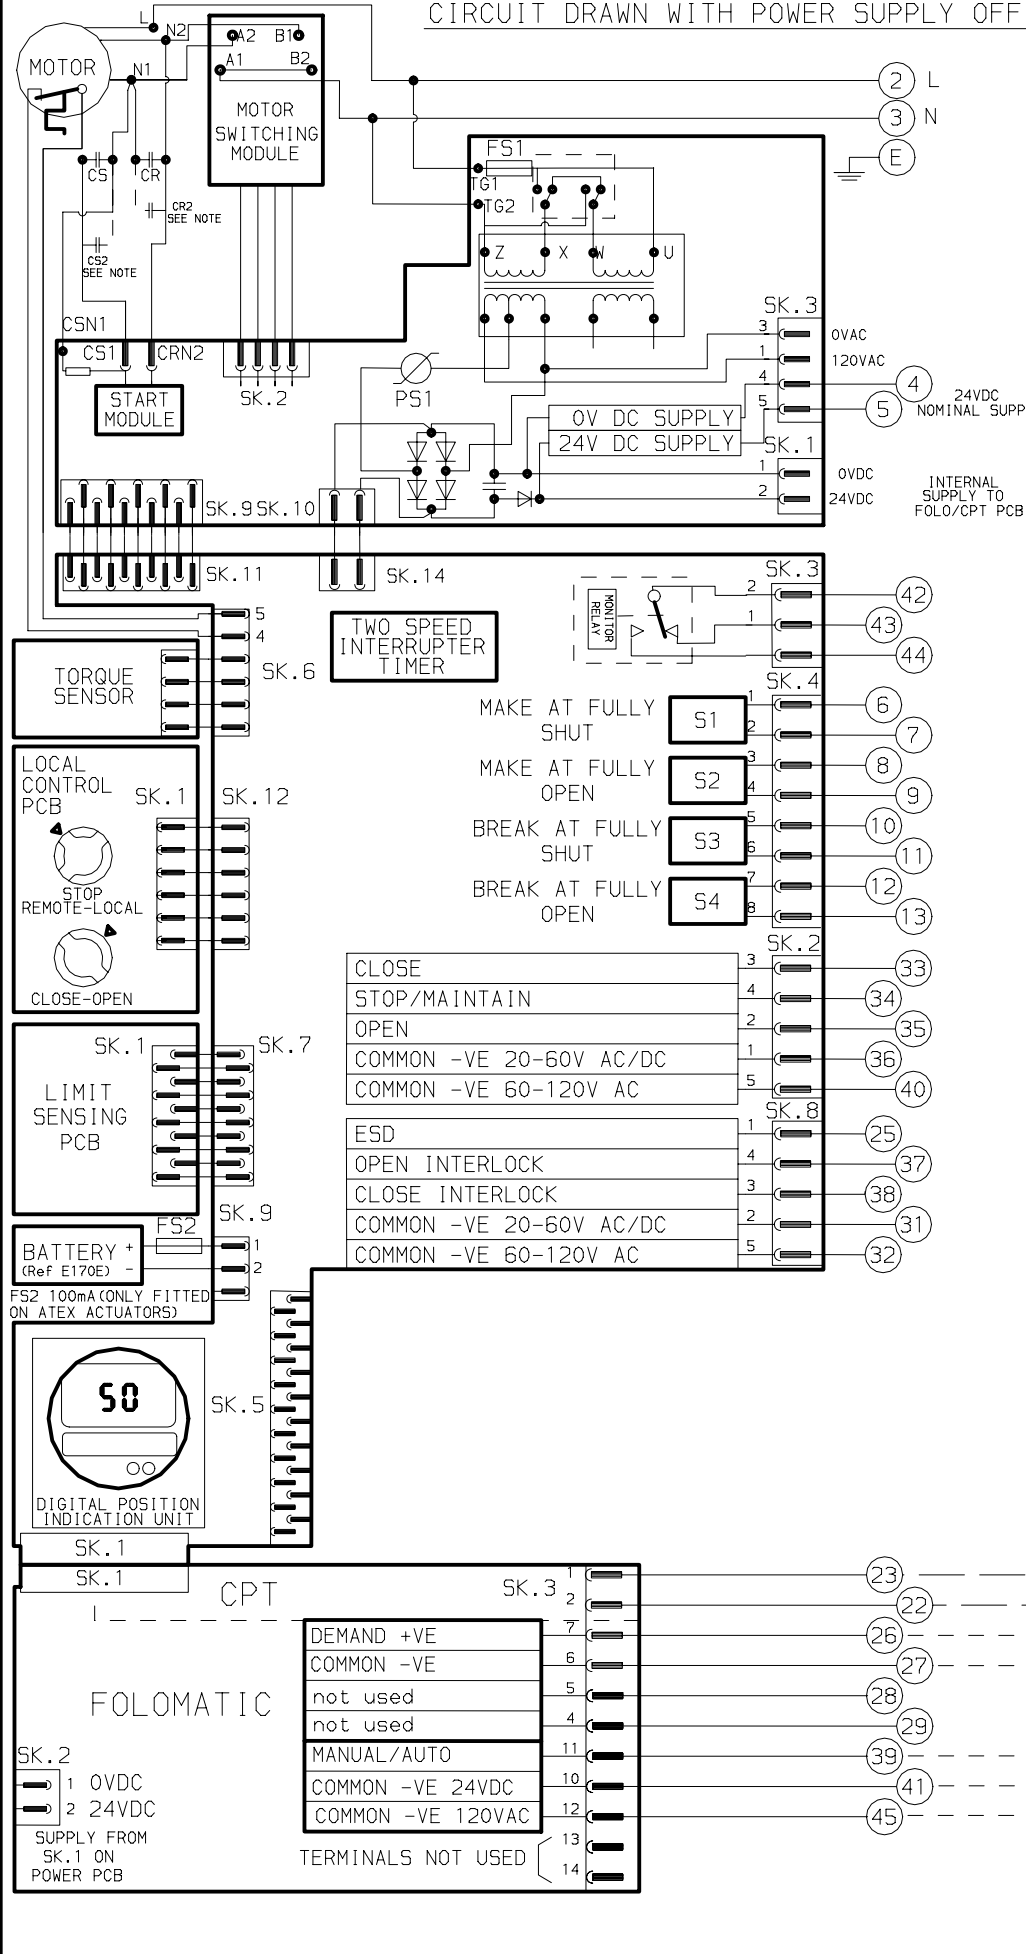 CIRCUIT DRAWN WITH POWER SUPPLY OFF
L
N2
A2 B1
MOTOR
N1
A1 B2
2 L
MOTOR
SWITCHING
MODULE
3 N
E
CS CR
FS1
TG1
TG2
CR2
SEE NOTE
CS2
SEE NOTE
Z X W U
SK.3
CSN1
CS1 CRN2
3 0VAC
1 120VAC
START
MODULE
SK.2
PS1
4 4
5 5
24VDC
NOMINAL SUPP
0V DC SUPPLY
24V DC SUPPLY
SK.1
1 0VDC
2 24VDC
INTERNAL
SUPPLY TO
FOLO/CPT PCB
SK.9 SK.10
SK.11 SK.14
SK.3
MONITOR
RELAY
2 42
1 43
44
5
4
TWO SPEED
INTERRUPTER
TIMER
TORQUE
SENSOR
SK.6
SK.4
MAKE AT FULLY
SHUT
S1
1 6
2 7
MAKE AT FULLY
OPEN
S2
3 8
4 9
BREAK AT FULLY
SHUT
S3
5 10
6 11
BREAK AT FULLY
OPEN
S4
7 12
8 13
LOCAL
CONTROL
PCB
SK.1 SK.12
STOP
REMOTE-LOCAL
CLOSE-OPEN
SK.2
CLOSE 3 33
STOP/MAINTAIN 4 34
OPEN 2 35
COMMON -VE 20-60V AC/DC 1 36
COMMON -VE 60-120V AC 5 40
SK.1 SK.7
LIMIT
SENSING
PCB
SK.8
ESD 1 25
OPEN INTERLOCK 4 37
CLOSE INTERLOCK 3 38
COMMON -VE 20-60V AC/DC 2 31
COMMON -VE 60-120V AC 5 32
SK.9
FS2
BATTERY + 1
(Ref E170E) - 2
FS2 100mA(ONLY FITTED
ON ATEX ACTUATORS)
50
SK.5
DIGITAL POSITION
INDICATION UNIT
SK.1
SK.1
CPT
SK.3
1 23
2 22
DEMAND +VE 7 26
COMMON -VE 6 27
not used 5 28
not used 4 29
MANUAL/AUTO 11 39
COMMON -VE 24VDC 10 41
COMMON -VE 120VAC 12 45
FOLOMATIC
SK.2
1 0VDC
2 24VDC
SUPPLY FROM
SK.1 ON
POWER PCB
TERMINALS NOT USED
13
14